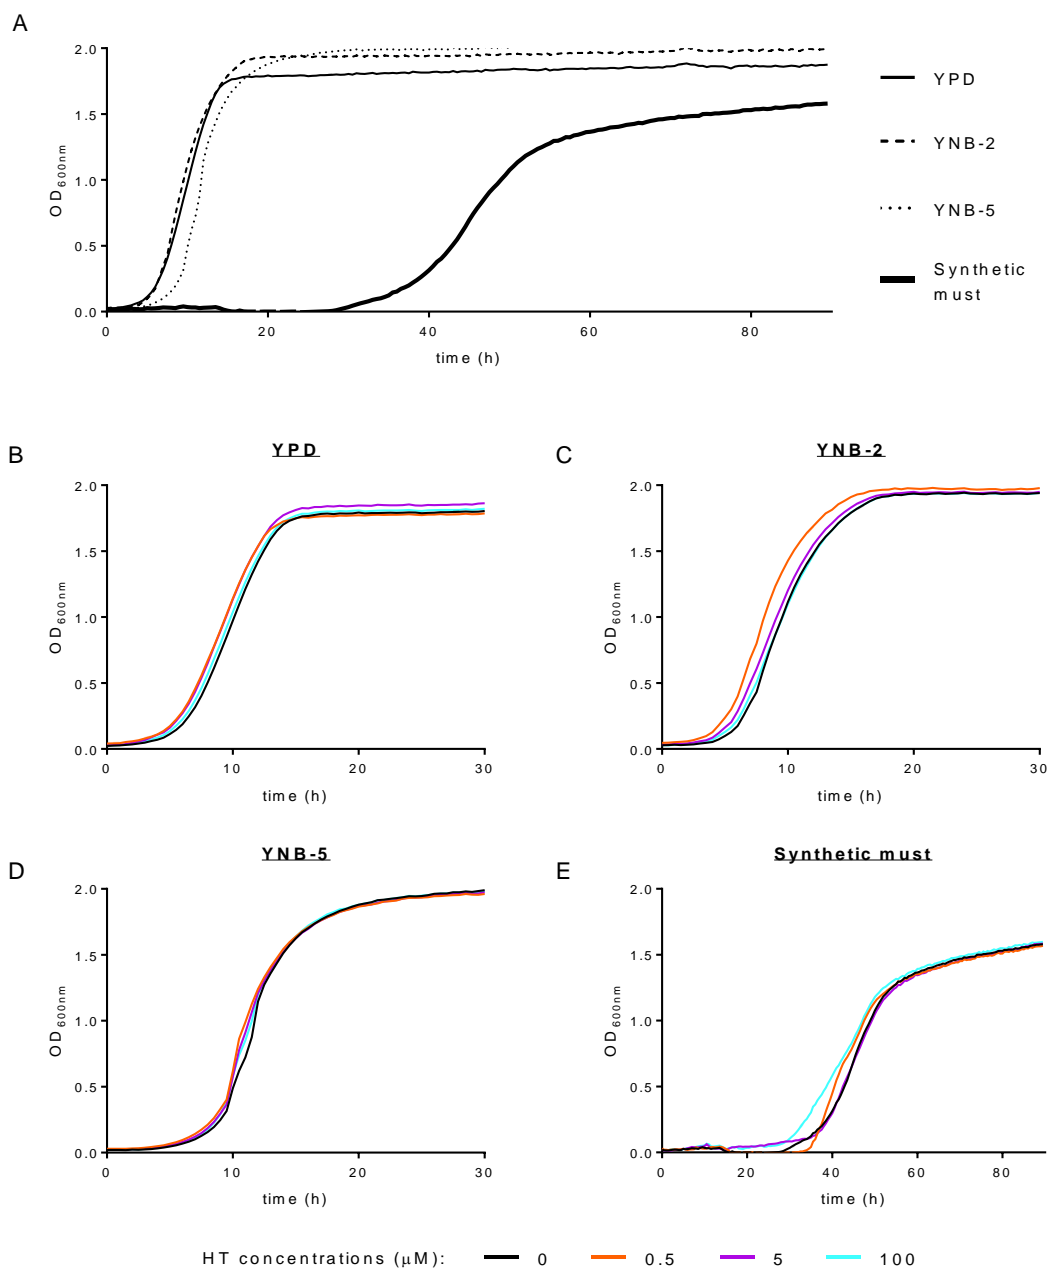 A
2.0
1.5
1.0
0.5
0.0
OD600nm
0 20 40 60 80
time (h)
YPD
YNB-2
YNB-5
Synthetic
must
B
YPD
2.0
1.5
1.0
0.5
0.0
OD600nm
0 10 20 30
time (h)
C
YNB-2
2.0
1.5
1.0
0.5
0.0
OD600nm
0 10 20 30
time (h)
D
YNB-5
2.0
1.5
1.0
0.5
0.0
OD600nm
0 10 20 30
time (h)
E
Synthetic must
2.0
1.5
1.0
0.5
0.0
OD600nm
0 20 40 60 80
time (h)
HT concentrations (μM): 0 0.5 5 100